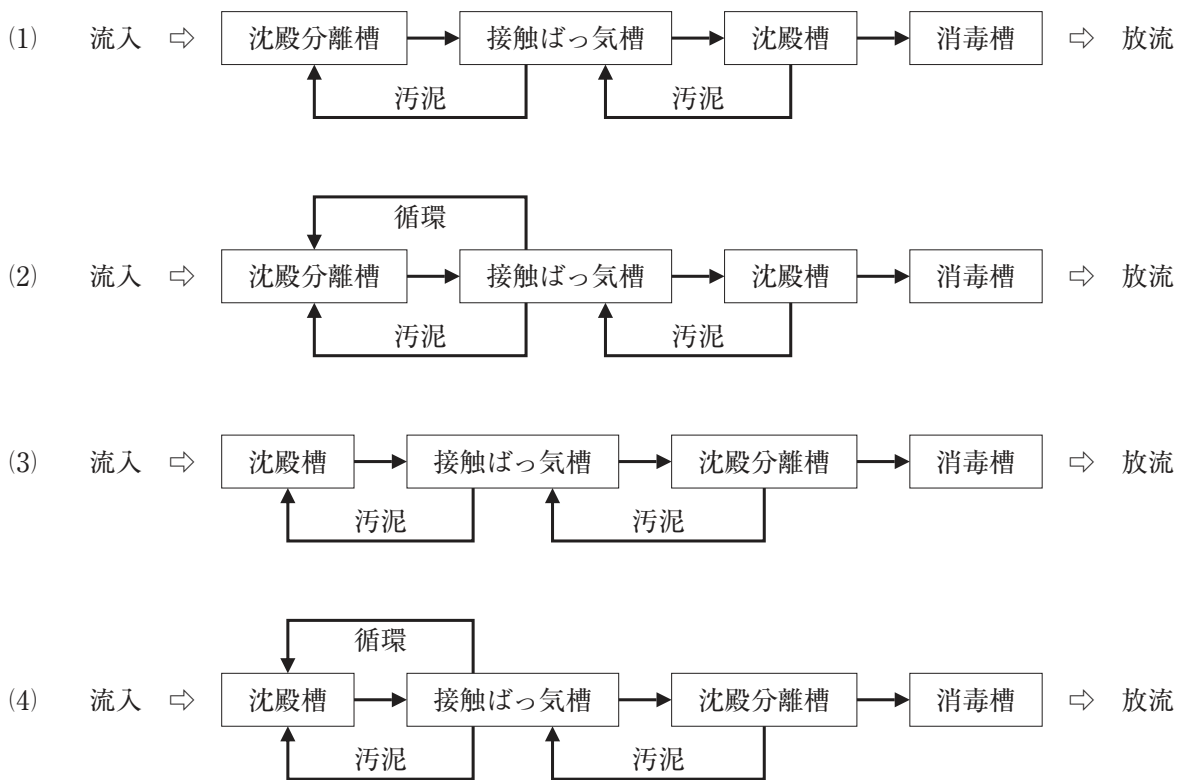 (1) 流入 ⇨ 沈殿分離槽 接触ばっ気槽 沈殿槽 消毒槽 ⇨ 放流
汚泥 汚泥
循環
(2) 流入 ⇨ 沈殿分離槽 接触ばっ気槽 沈殿槽 消毒槽 ⇨ 放流
汚泥 汚泥
(3) 流入 ⇨ 沈殿槽 接触ばっ気槽 沈殿分離槽 消毒槽 ⇨ 放流
汚泥 汚泥
循環
(4) 流入 ⇨ 沈殿槽 接触ばっ気槽 沈殿分離槽 消毒槽 ⇨ 放流
汚泥 汚泥